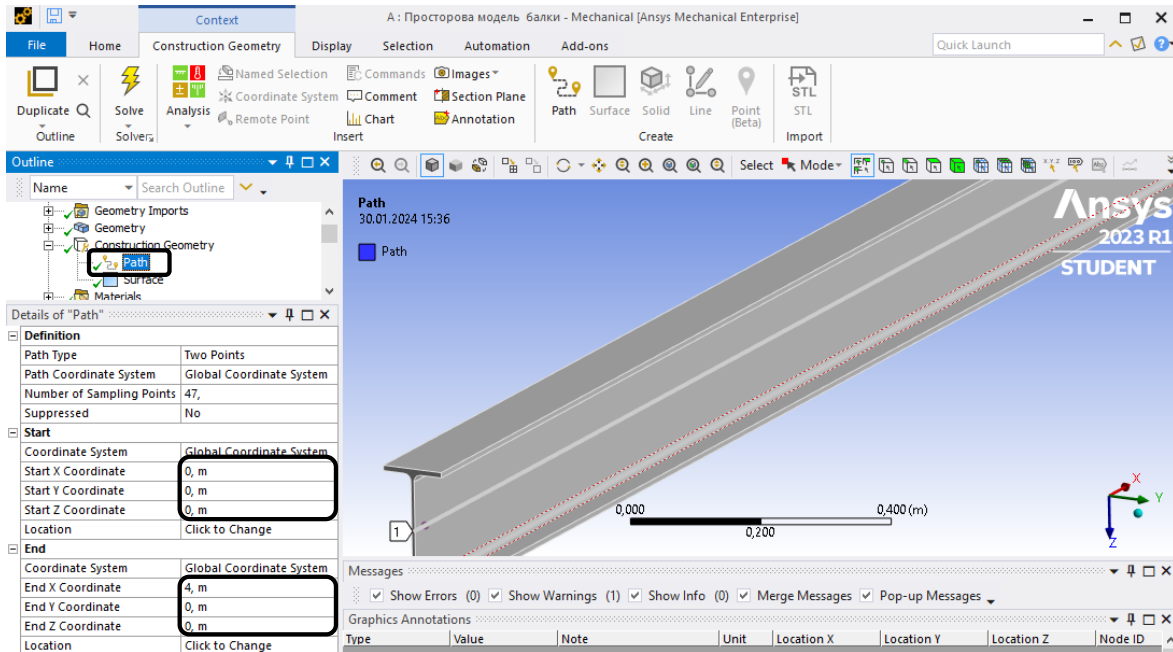 Context
А : Просторова модель  балки - Mechanical [Ansys Mechanical Enterprise]
File
Home
Construction Geometry
Display
Selection
Automation
Add-ons
Quick Launch
Duplicate
Outline
Solve
Solver
Analysis
Named Selection
Coordinate System
Remote Point
Commands
Comment
Chart
Images
Section Plane
Annotation
Insert
Path
Surface
Solid
Line
Point
(Beta)
Create
STL
STL
Import
Outline
Name
Search Outline
Geometry Imports
Geometry
Construction Geometry
Path
Surface
Materials
Select
Mode
Details of "Path"
Definition
Path Type Two Points
Path Coordinate System Global Coordinate System
Number of Sampling Points 47,
Suppressed No
Start
Coordinate System Global Coordinate System
Start X Coordinate 0, m
Start Y Coordinate 0, m
Start Z Coordinate 0, m
Location Click to Change
End
Coordinate System Global Coordinate System
End X Coordinate 4, m
End Y Coordinate 0, m
End Z Coordinate 0, m
Location Click to Change
Path
30.01.2024 15:36
Path
Ansys
2023 R1
STUDENT
1
0,000
0,400 (m)
0,200
X
Y
Z
Messages
Show Errors (0) Show Warnings (1) Show Info (0) Merge Messages Pop-up Messages
Graphics Annotations
Type Value Note Unit Location X Location Y Location Z Node ID